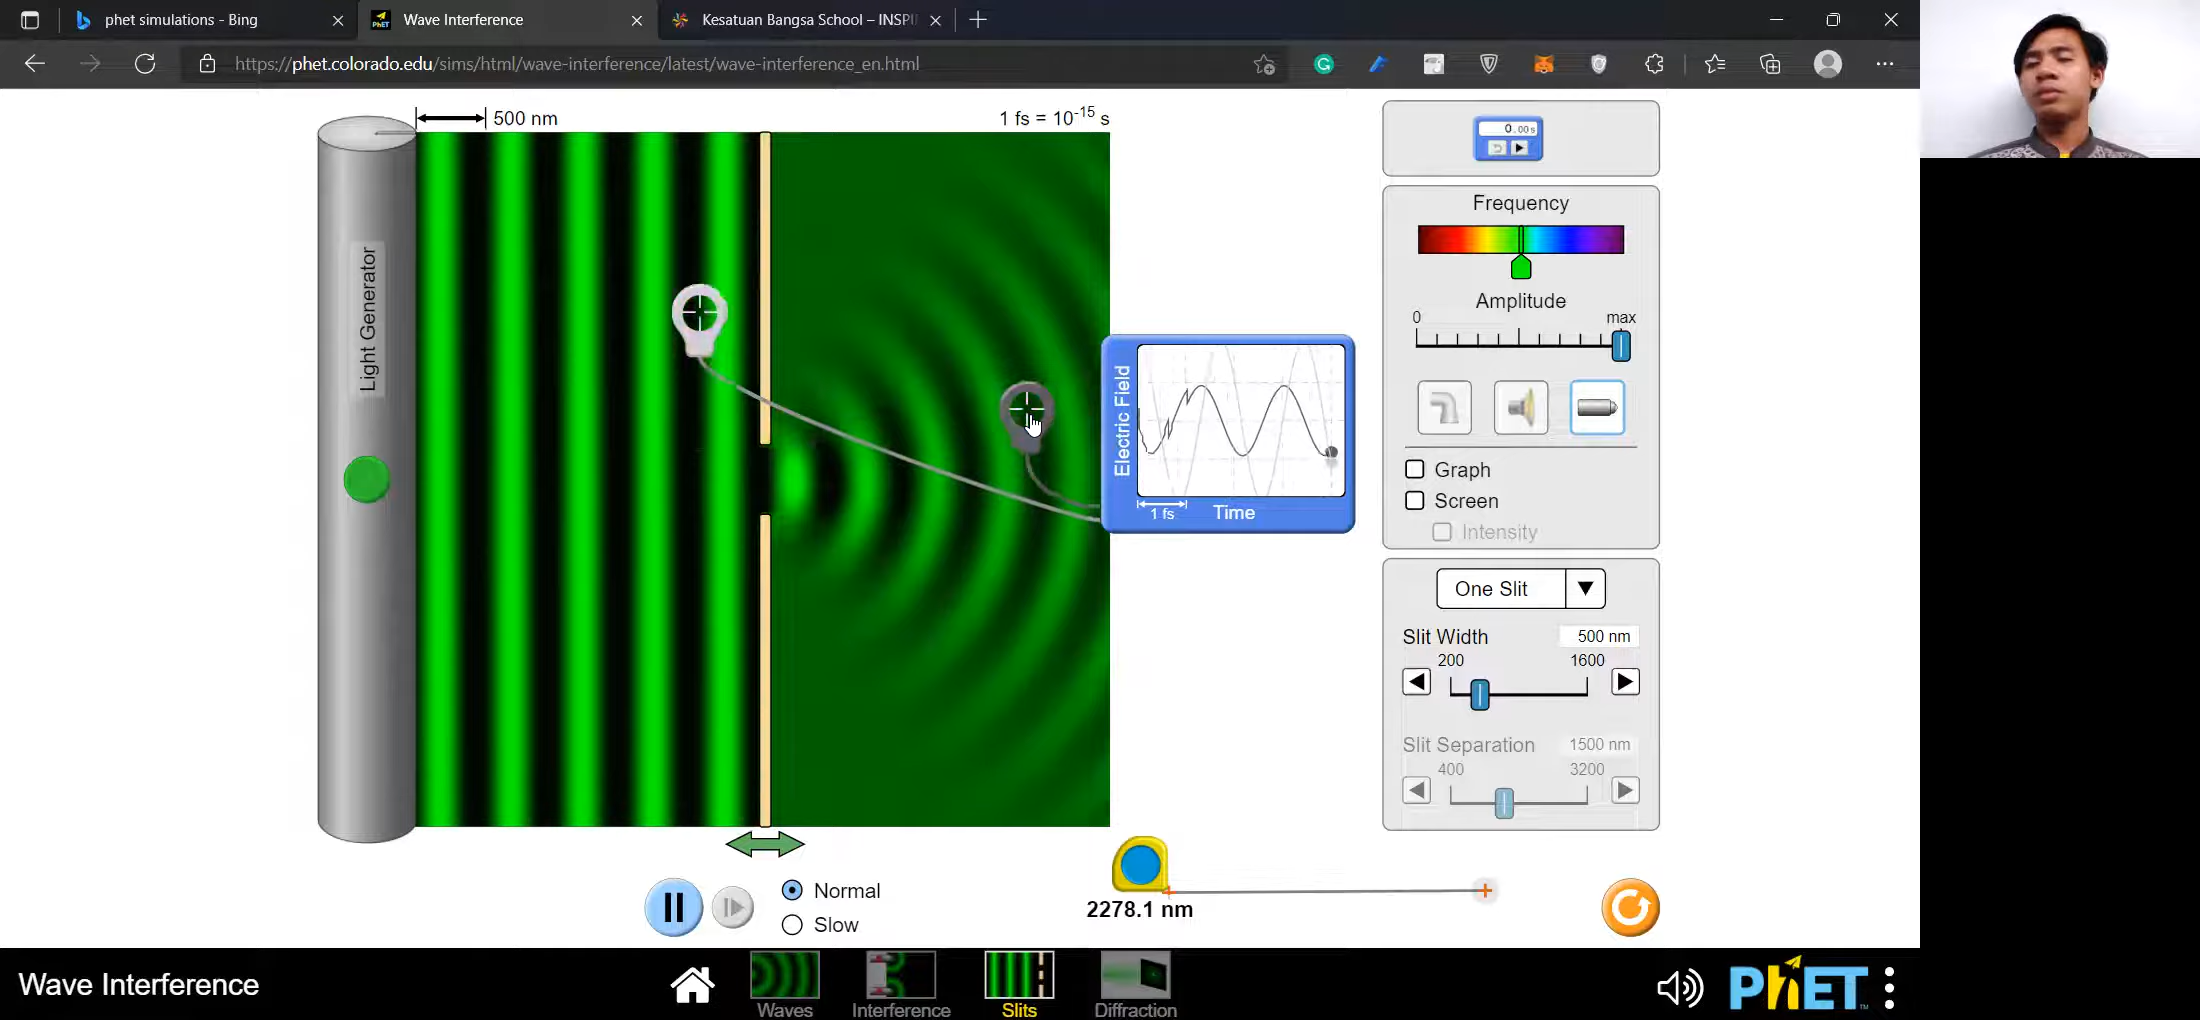 phet simulations - Bing
Wave Interference
Kesatuan Bangsa School – INSPI
https://phet.colorado.edu/sims/html/wave-interference/latest/wave-interference_en.html
500 nm
1 fs = 10⁻¹⁵ s
0.00 s
Frequency
Amplitude
0
max
Light Generator
Electric Field
1 fs
Time
Graph
Screen
Intensity
One Slit
Slit Width
500 nm
200
1600
Slit Separation
1500 nm
400
3200
Normal
Slow
2278.1 nm
Wave Interference
Waves
Interference
Slits
Diffraction
PhET